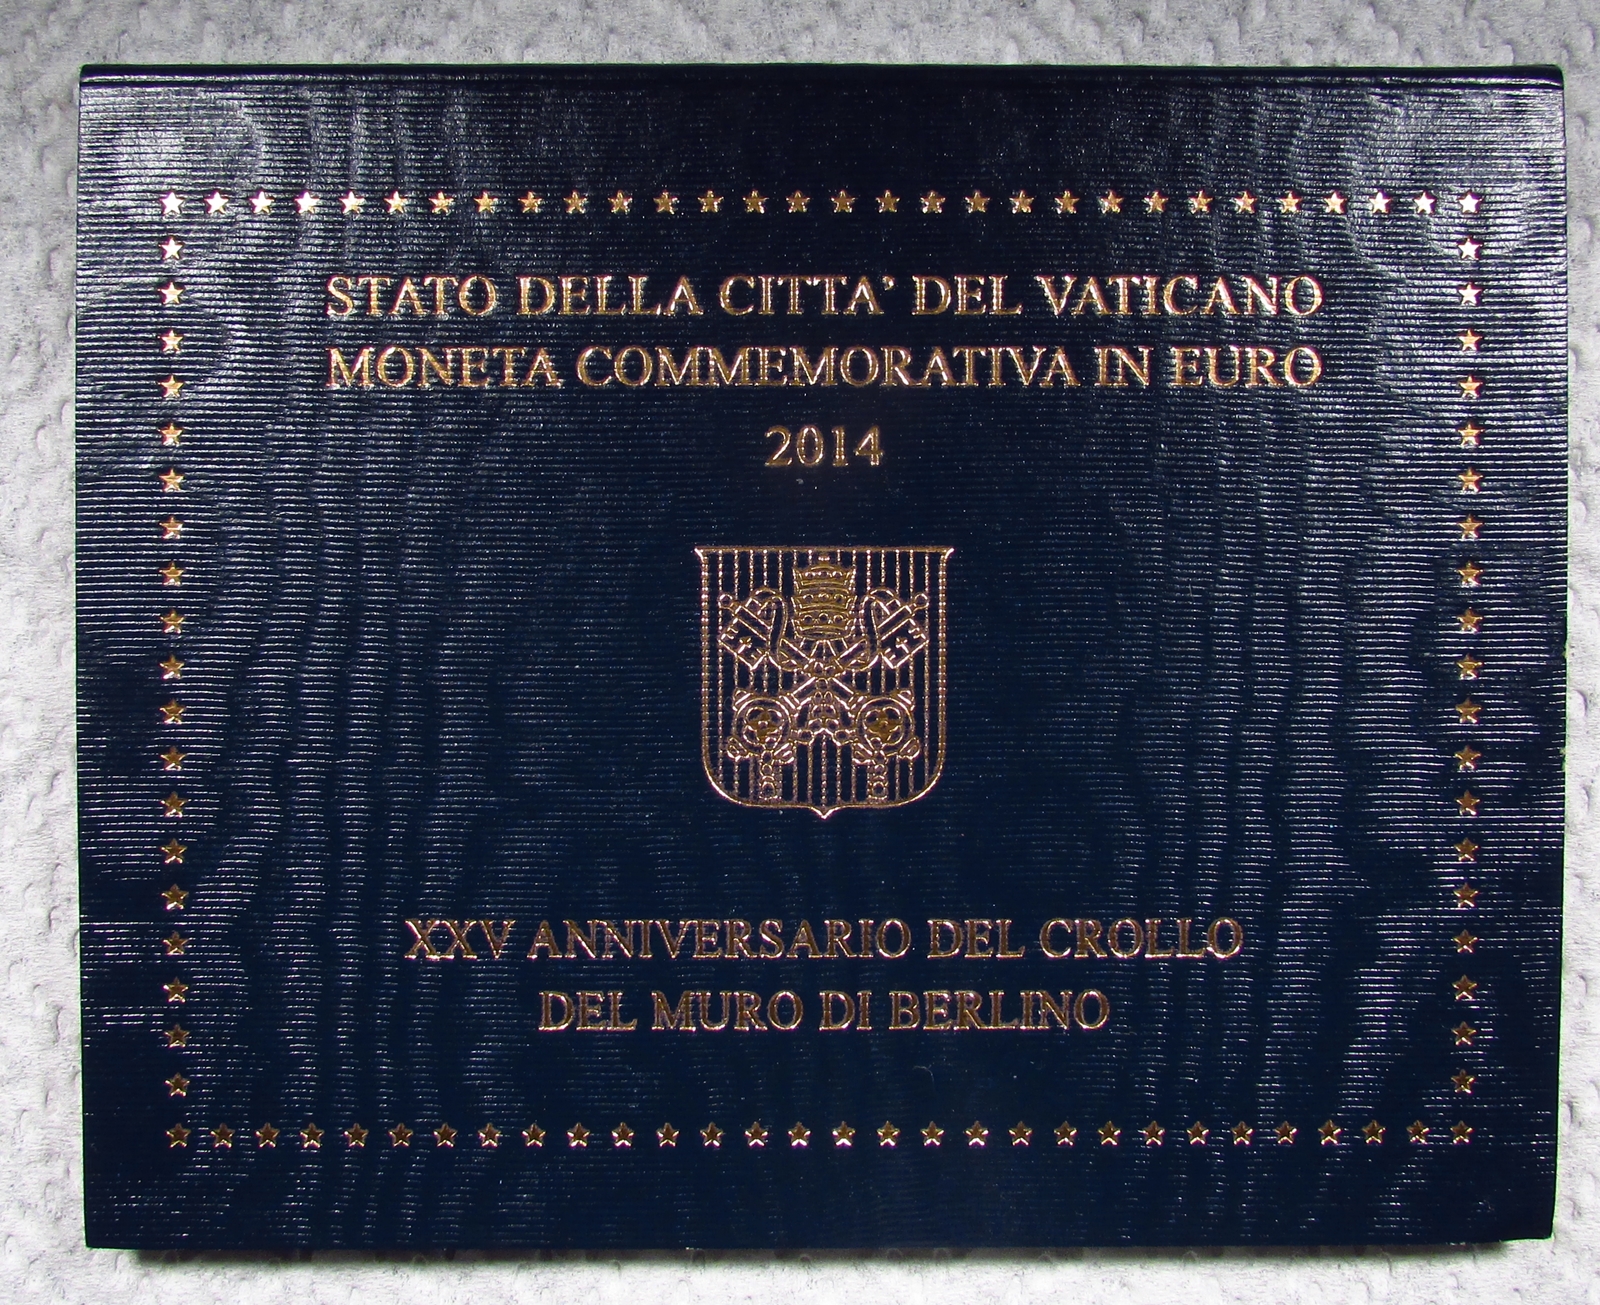 STATO DELLA CITTA' DEL VATICANO
MONETA COMMEMORATIVA IN EURO
2014
XXV ANNIVERSARIO DEL CROLLO
DEL MURO DI BERLINO